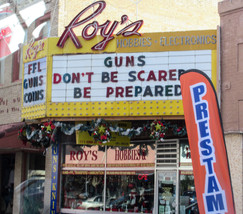 Roy's
HOBBIES - ELECTRONICS
GUNS
DON'T BE SCARED
BE PREPARED
FFL
GUNS
COINS
ROY'S HOBBIES
PRESTAM